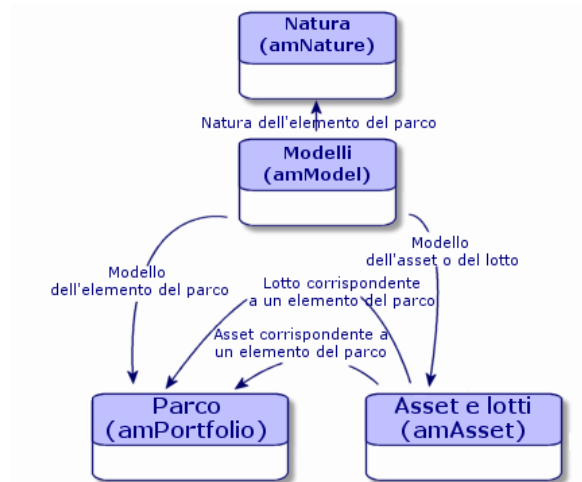 Natura
(amNature)
Natura dell'elemento del parco
Modelli
(amModel)
Modello
dell'asset o del lotto
Modello
dell'elemento del parco
Lotto corrispondente
a un elemento del parco
Asset corrispondente a
un elemento del parco
Parco
(amPortfolio)
Asset e lotti
(amAsset)